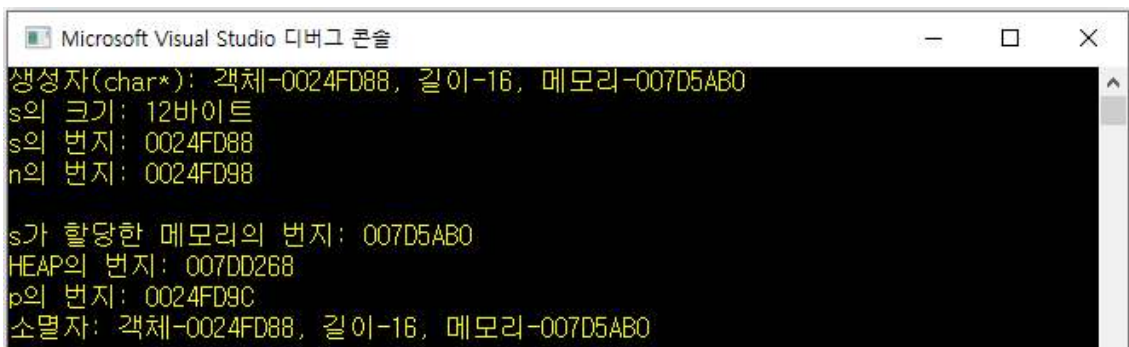 Microsoft Visual Studio 디버그 콘솔
생성자(char*): 객체-0024FD88, 길이-16, 메모리-007D5AB0
s의 크기: 12바이트
s의 번지: 0024FD88
n의 번지: 0024FD98
s가 할당한 메모리의 번지: 007D5AB0
HEAP의 번지: 007DD268
p의 번지: 0024FD9C
소멸자: 객체-0024FD88, 길이-16, 메모리-007D5AB0